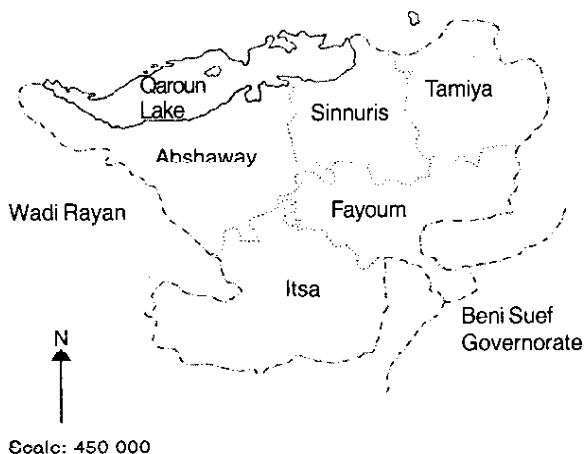 Qaroun
Lake
Tamiya
Sinnuris
Abshaway
Wadi Rayan
Fayoum
Itsa
Beni Suef
Governorate
N
Scale: 450 000